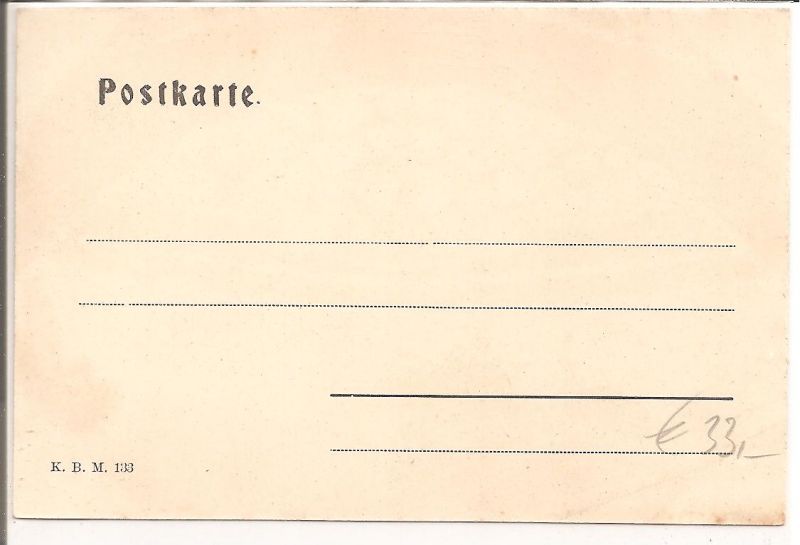 Postkarte.
€ 33,–
K. B. M. 133